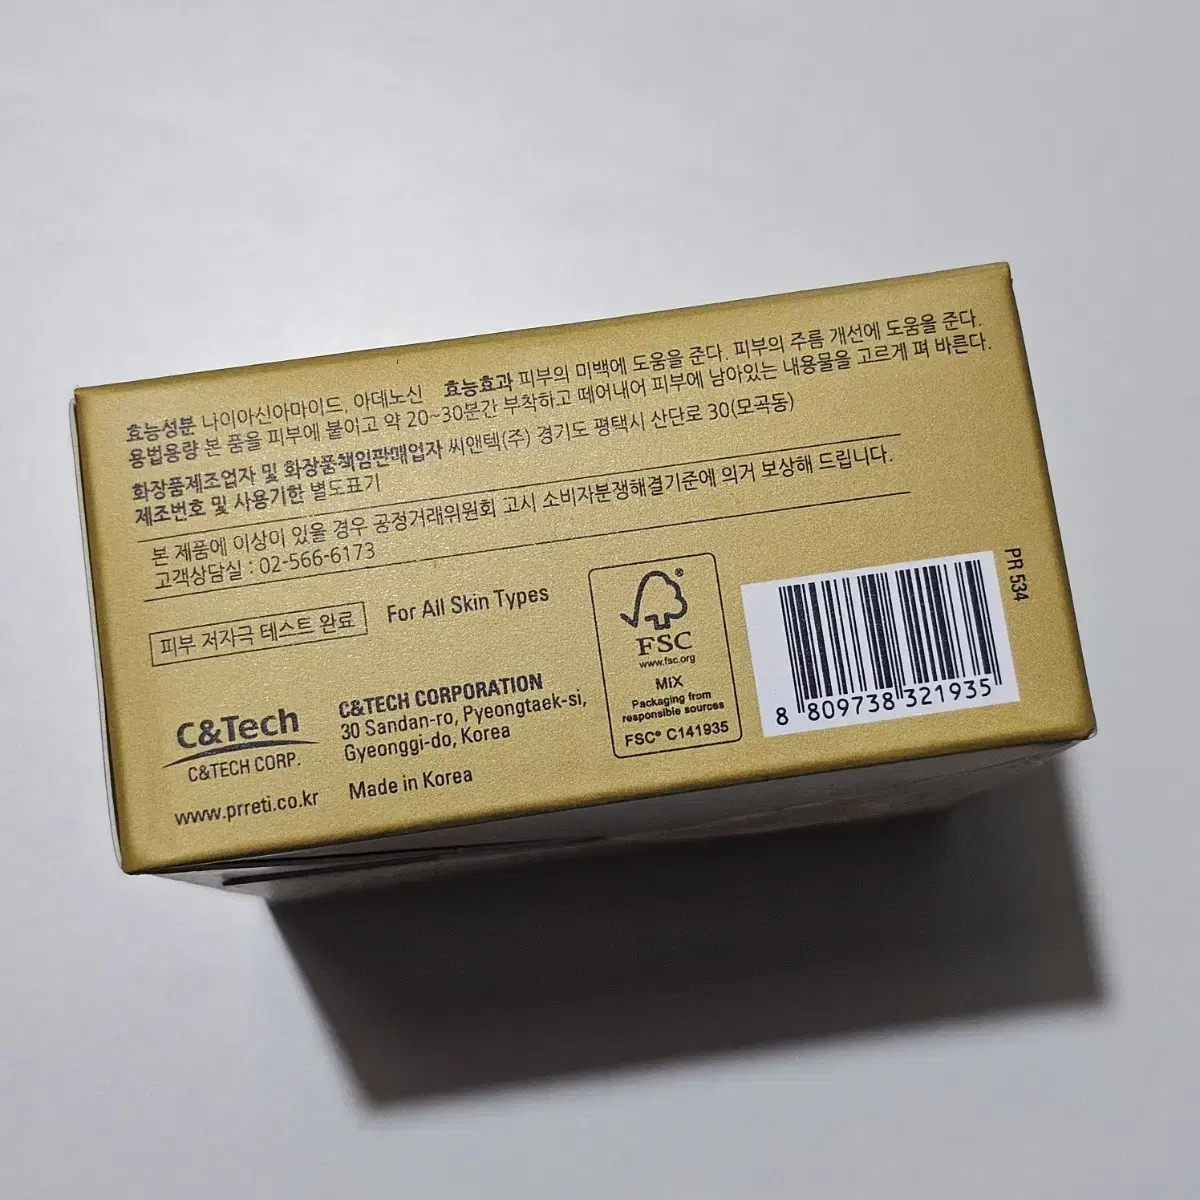 효능성분 나이아신아마이드, 아데노신 효능효과 피부의 미백에 도움을 준다. 피부의 주름 개선에 도움을 준다.
용법용량 본 품을 피부에 붙이고 약 20~30분간 부착하고 떼어내어 피부에 남아있는 내용물을 고르게 펴 바른다.
화장품제조업자 및 화장품책임판매업자 씨앤텍(주) 경기도 평택시 산단로 30(모곡동)
제조번호 및 사용기한 별도표기
본 제품에 이상이 있을 경우 공정거래위원회 고시 소비자분쟁해결기준에 의거 보상해 드립니다.
고객상담실 : 02-566-6173
피부 저자극 테스트 완료
For All Skin Types
C&Tech
C&TECH CORP.
www.prreti.co.kr
C&TECH CORPORATION
30 Sandan-ro, Pyeongtaek-si,
Gyeonggi-do, Korea
Made in Korea
®
FSC
www.fsc.org
MIX
Packaging from
responsible sources
FSC® C141935
8 809738 321935
PR 534